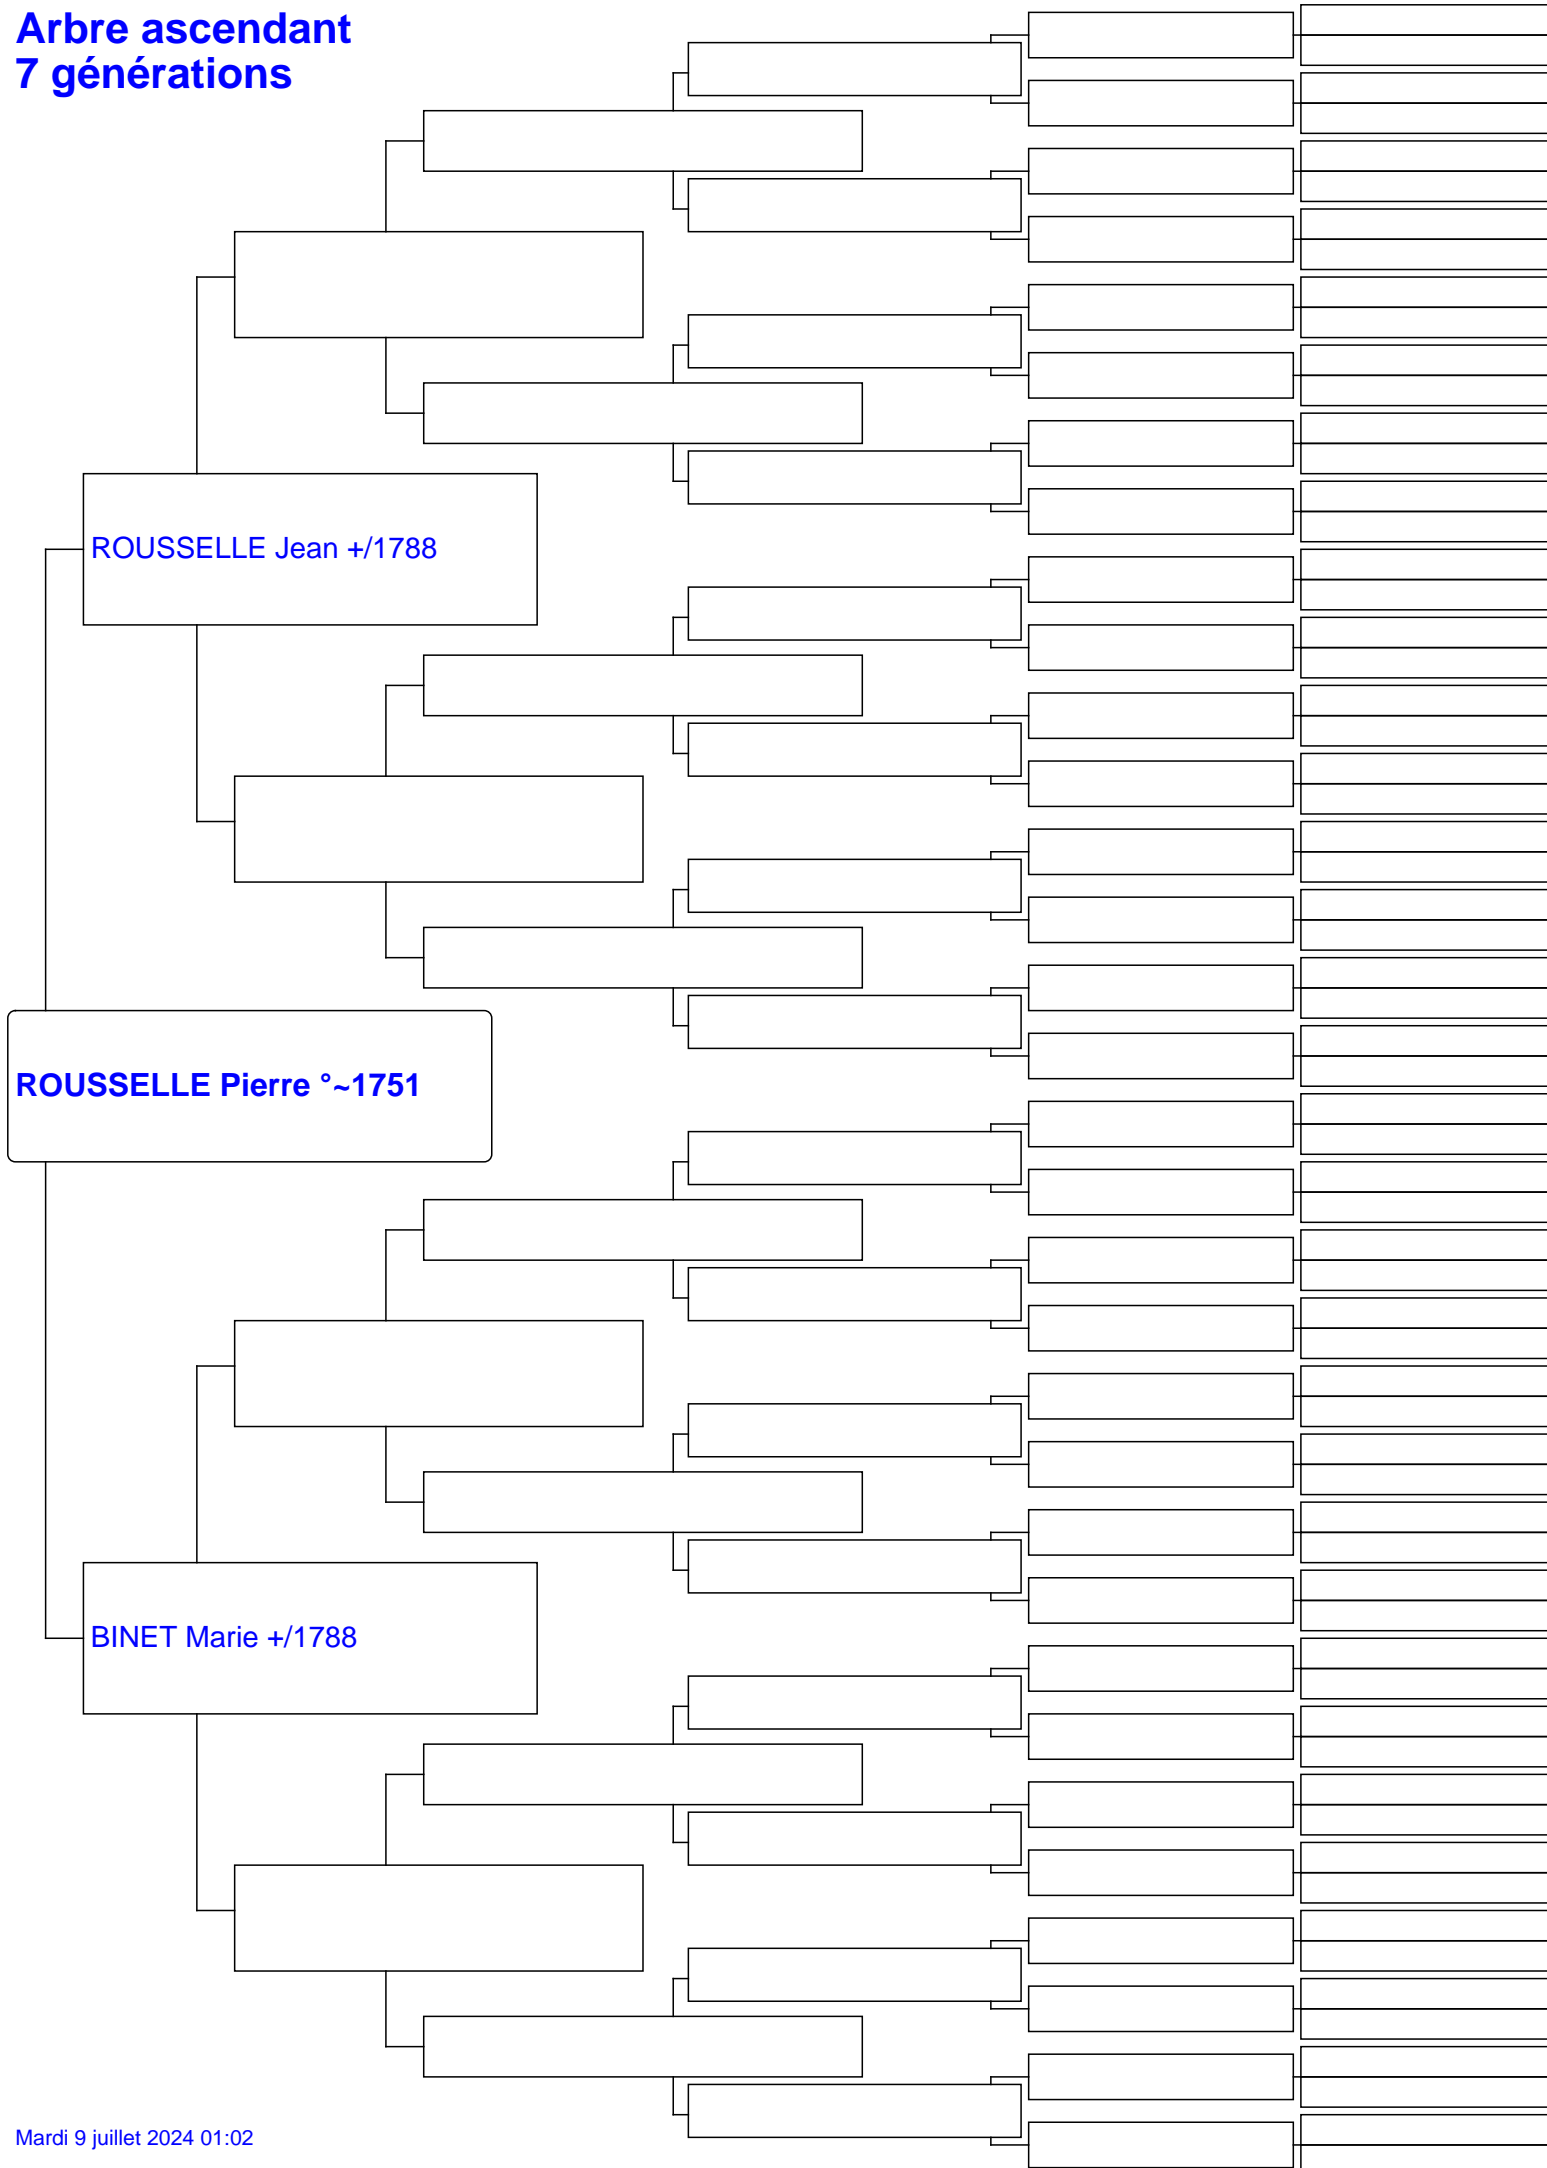 Arbre ascendant
7 générations
ROUSSELLE Jean +/1788
ROUSSELLE Pierre °~1751
BINET Marie +/1788
Mardi 9 juillet 2024 01:02